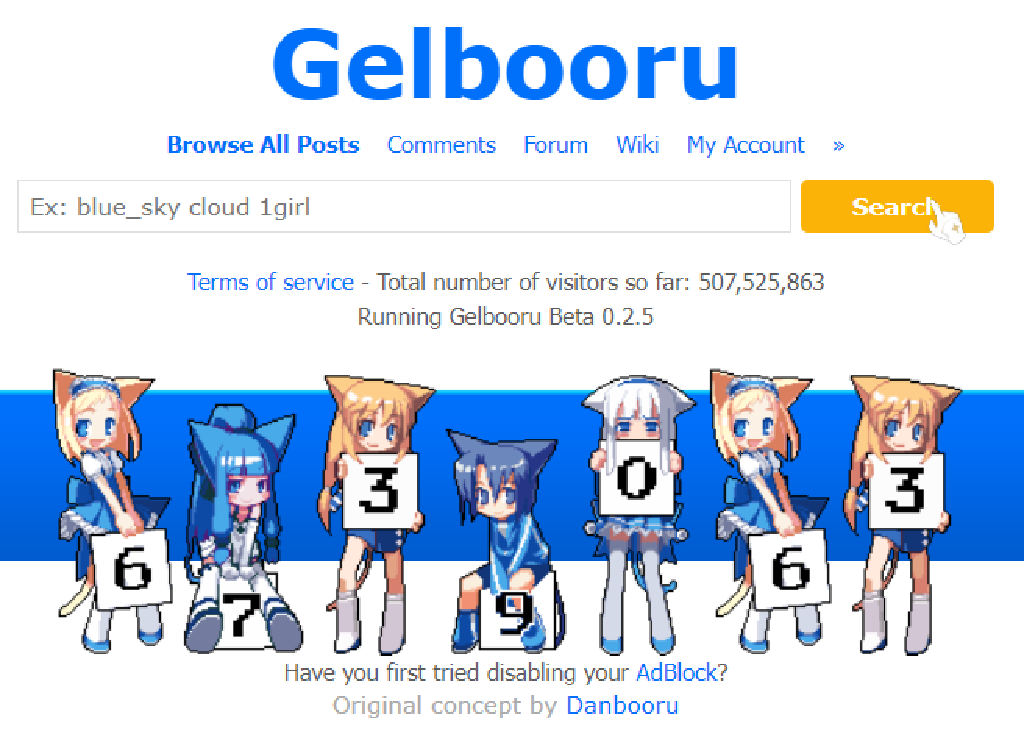 Gelbooru
Browse All Posts Comments Forum Wiki My Account »
Ex: blue_sky cloud 1girl Search
Terms of service - Total number of visitors so far: 507,525,863
Running Gelbooru Beta 0.2.5
6 7 3 9 0 6 3
Have you first tried disabling your AdBlock?
Original concept by Danbooru